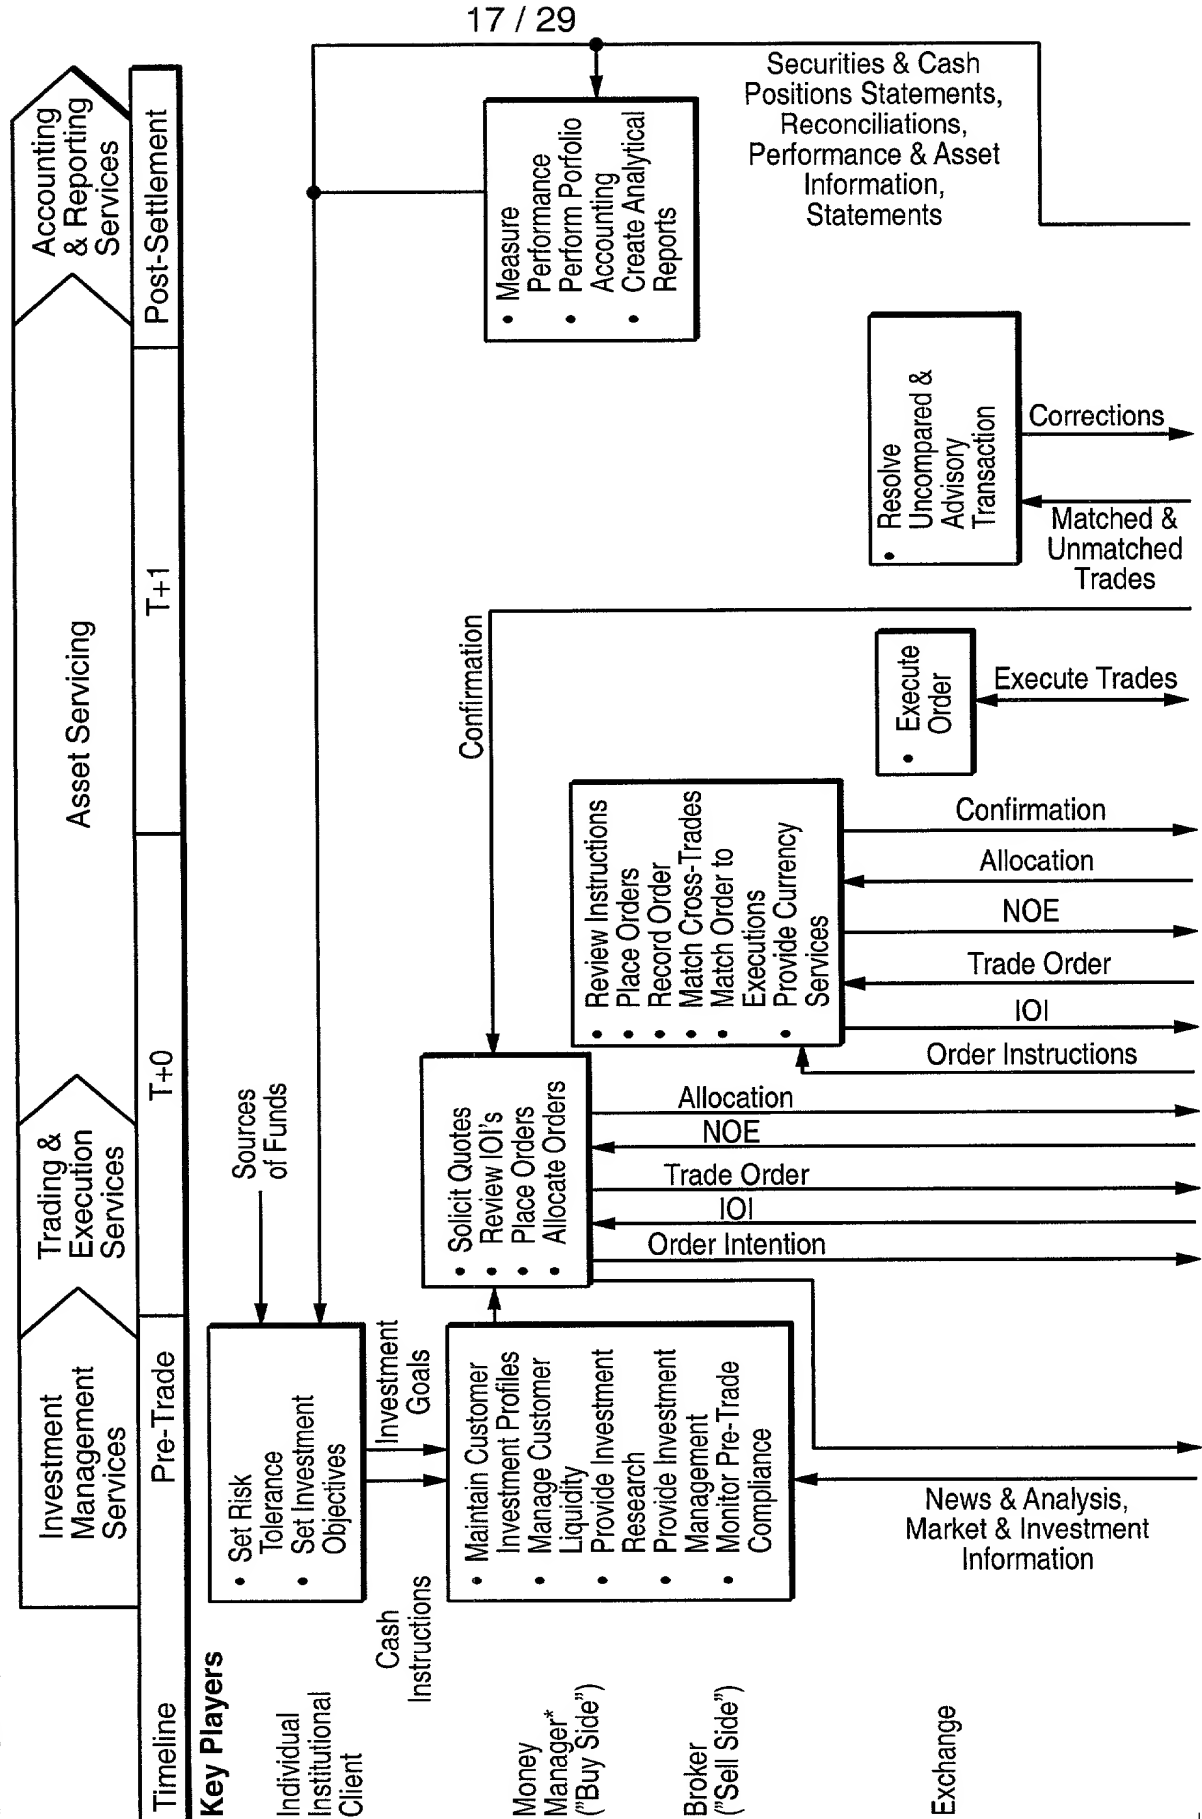 17 / 29
Investment
Management
Services
Trading &
Execution
Services
Asset Servicing
Accounting
& Reporting
Services
Timeline
Pre-Trade
T+0
T+1
Post-Settlement
Key Players
Individual
Institutional
Client
• Set Risk
Tolerance
• Set Investment
Objectives
Sources
of Funds
Cash
Instructions
Investment
Goals
Money
Manager*
("Buy Side")
• Maintain Customer
Investment Profiles
• Manage Customer
Liquidity
• Provide Investment
Research
• Provide Investment
Management
• Monitor Pre-Trade
Compliance
• Solicit Quotes
• Review IOI's
• Place Orders
• Allocate Orders
Confirmation
• Measure
Performance
• Perform Porfolio
Accounting
• Create Analytical
Reports
Securities & Cash
Positions Statements,
Reconciliations,
Performance & Asset
Information,
Statements
Broker
("Sell Side")
• Review Instructions
• Place Orders
• Record Order
• Match Cross-Trades
• Match Order to
Executions
• Provide Currency
Services
Allocation
NOE
Trade Order
IOI
Order Intention
Exchange
• Execute
Order
• Resolve
Uncompared &
Advisory
Transaction
Corrections
Matched &
Unmatched
Trades
Execute Trades
Confirmation
Allocation
NOE
Trade Order
IOI
Order Instructions
News & Analysis,
Market & Investment
Information